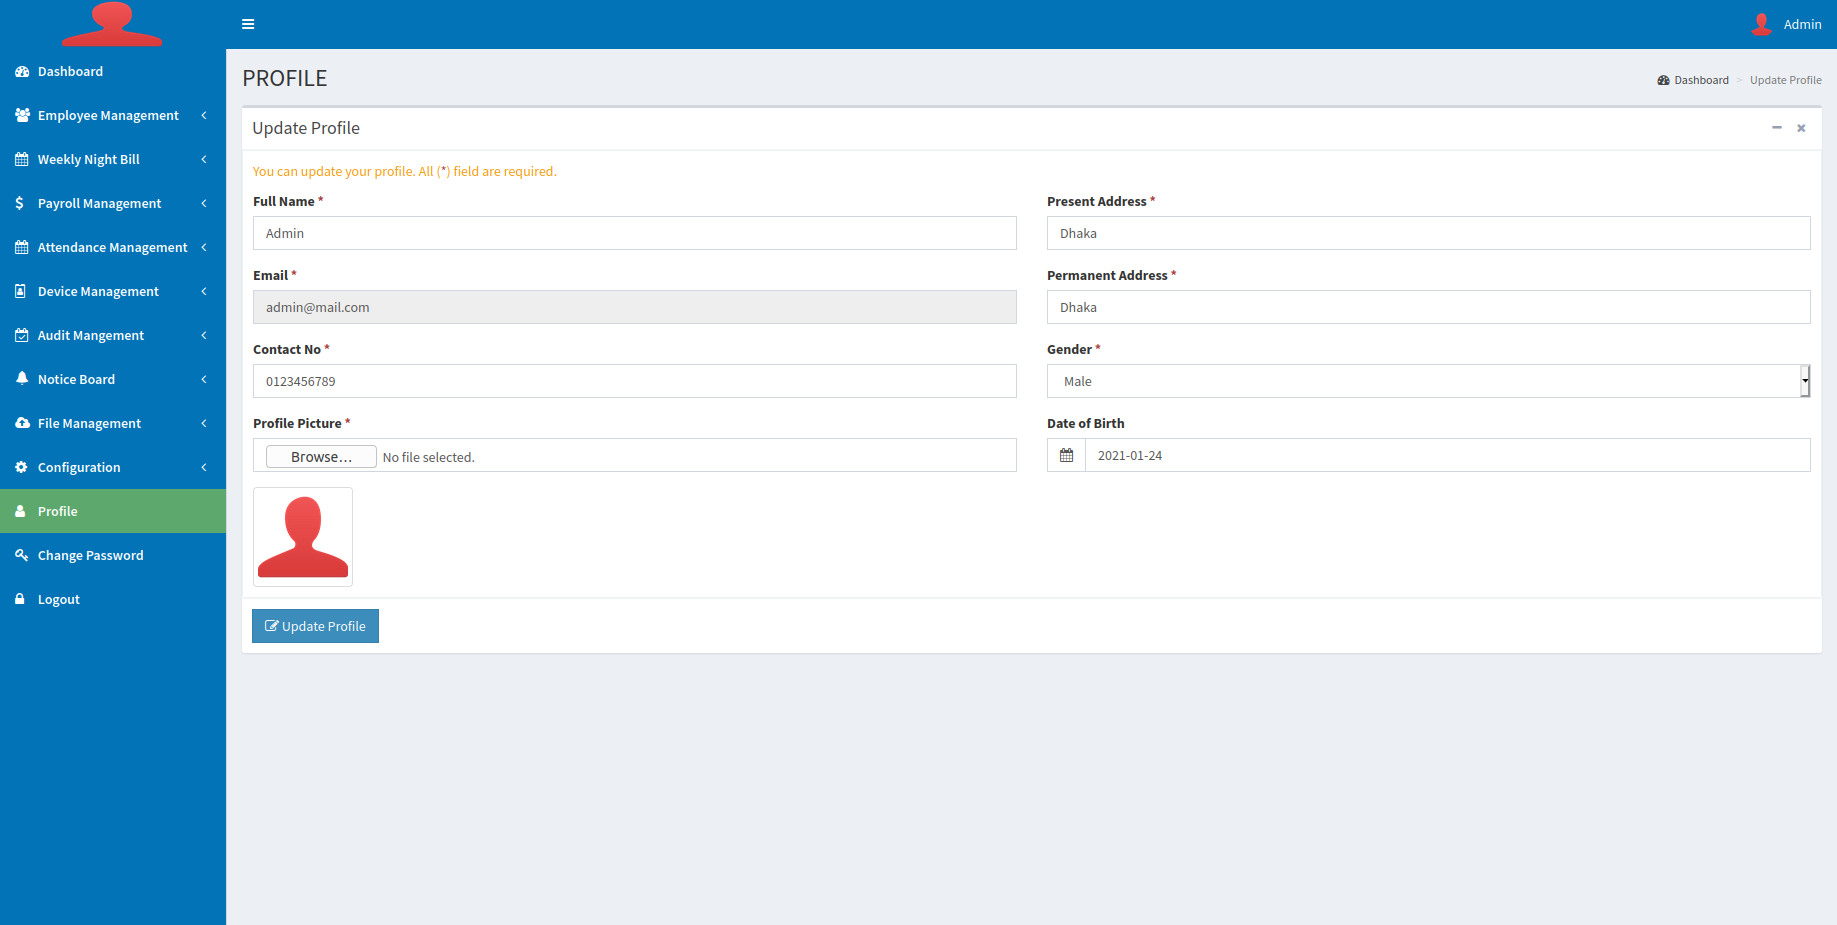 Admin
Dashboard
Employee Management
Weekly Night Bill
Payroll Management
Attendance Management
Device Management
Audit Mangement
Notice Board
File Management
Configuration
Profile
Change Password
Logout
PROFILE
Dashboard > Update Profile
Update Profile
You can update your profile. All (*) field are required.
Full Name *
Admin
Present Address *
Dhaka
Email *
admin@mail.com
Permanent Address *
Dhaka
Contact No *
0123456789
Gender *
Male
Profile Picture *
Browse... No file selected.
Date of Birth
2021-01-24
Update Profile